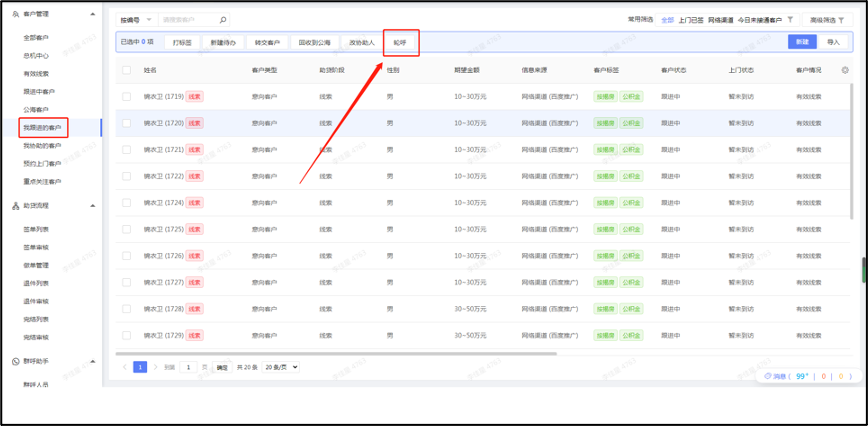 客户管理
全部客户
总机中心
有效线索
跟进中客户
公海客户
我跟进的客户
我协助的客户
预约上门客户
重点关注客户
助贷流程
签单列表
签单审核
做单管理
退件列表
退件审核
完结列表
完结审核
群呼助手
群呼人员
按编号 请搜索客户
常用筛选 全部 上门已签 网络渠道 今日未接通客户 高级筛选
已选中 0 项 打标签 新建待办 转交客户 回收到公海 改协助人 轮呼 新建 导入
姓名 客户类型 助贷阶段 性别 期望金额 信息来源 客户标签 客户状态 上门状态 客户情况
锦衣卫 (1719) 线索 意向客户 线索 男 10~30万元 网络渠道 (百度推广) 按揭房 公积金 跟进中 暂未到访 有效线索
锦衣卫 (1720) 线索 意向客户 线索 男 10~30万元 网络渠道 (百度推广) 按揭房 公积金 跟进中 暂未到访 有效线索
锦衣卫 (1721) 线索 意向客户 线索 男 10~30万元 网络渠道 (百度推广) 按揭房 公积金 跟进中 暂未到访 有效线索
锦衣卫 (1722) 线索 意向客户 线索 男 10~30万元 网络渠道 (百度推广) 按揭房 公积金 跟进中 暂未到访 有效线索
锦衣卫 (1724) 线索 意向客户 线索 男 10~30万元 网络渠道 (百度推广) 按揭房 公积金 跟进中 暂未到访 有效线索
锦衣卫 (1725) 线索 意向客户 线索 男 10~30万元 网络渠道 (百度推广) 按揭房 公积金 跟进中 暂未到访 有效线索
锦衣卫 (1726) 线索 意向客户 线索 男 10~30万元 网络渠道 (百度推广) 按揭房 公积金 跟进中 暂未到访 有效线索
锦衣卫 (1727) 线索 意向客户 线索 男 10~30万元 网络渠道 (百度推广) 按揭房 公积金 跟进中 暂未到访 有效线索
锦衣卫 (1728) 线索 意向客户 线索 男 30~50万元 网络渠道 (百度推广) 按揭房 公积金 跟进中 暂未到访 有效线索
锦衣卫 (1729) 线索 意向客户 线索 男 30~50万元 网络渠道 (百度推广) 按揭房 公积金 跟进中 暂未到访 有效线索
1 到第 1 页 确定 共 20 条 20 条/页
消息 ( 99+ | 0 | 0 )